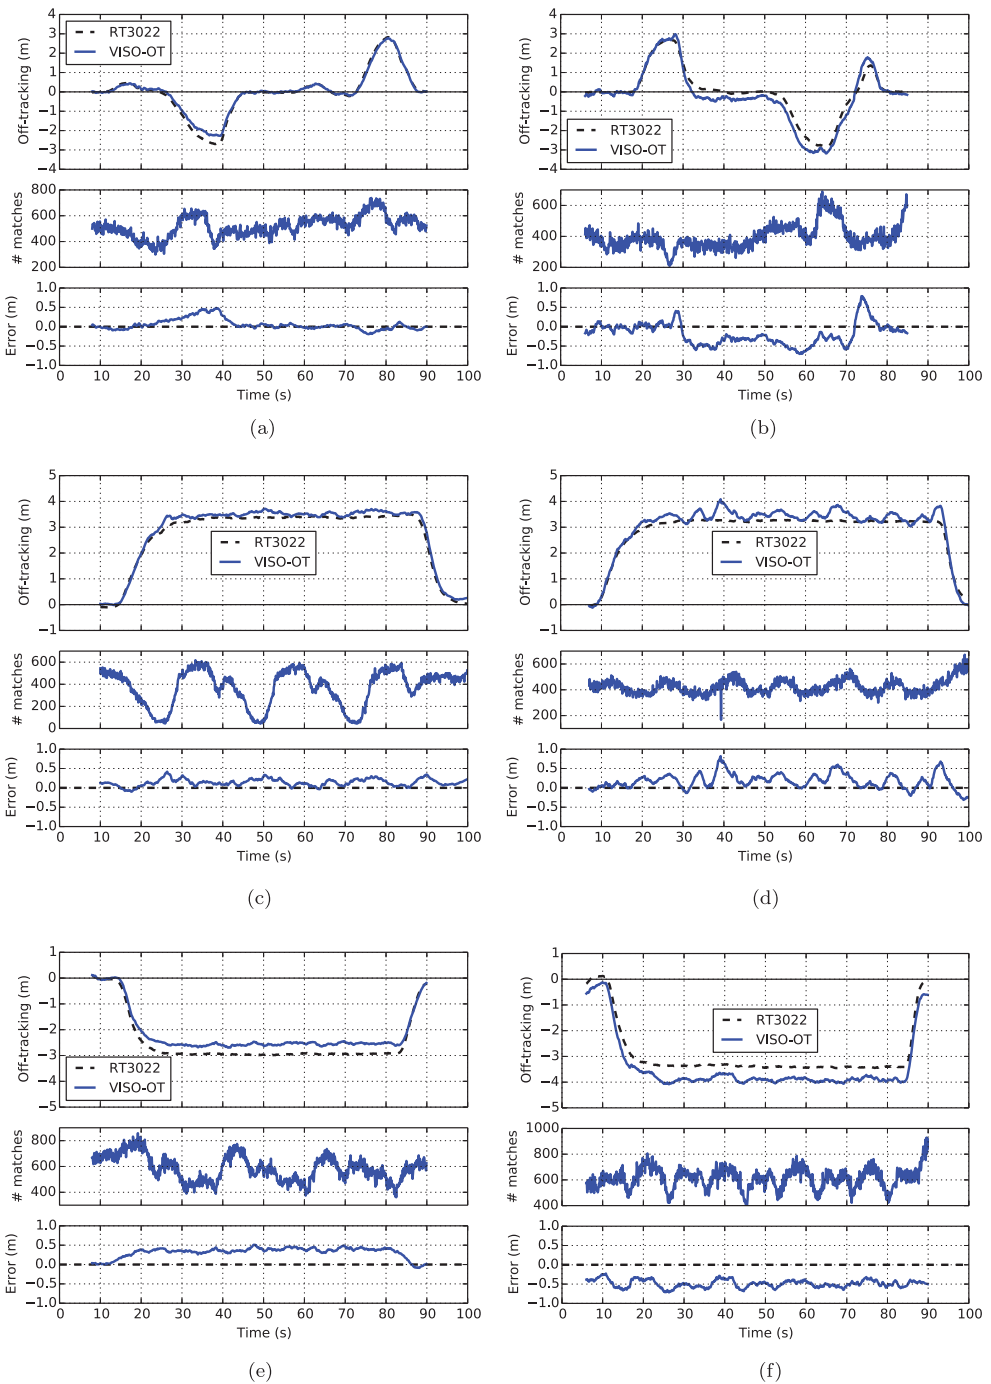 4
3
2
1
0
−1
−2
−3
−4
Off-tracking (m)
RT3022
VISO-OT
800
600
400
200
# matches
1.0
0.5
0.0
−0.5
−1.0
Error (m)
0 10 20 30 40 50 60 70 80 90 100
Time (s)
(a)
4
3
2
1
0
1
2
3
4
Off-tracking (m)
RT3022
VISO-OT
600
400
200
# matches
1.0
0.5
0.0
−0.5
−1.0
Error (m)
0 10 20 30 40 50 60 70 80 90 100
Time (s)
(b)
5
4
3
2
1
0
−1
Off-tracking (m)
RT3022
VISO-OT
600
400
200
0
# matches
1.0
0.5
0.0
−0.5
−1.0
Error (m)
0 10 20 30 40 50 60 70 80 90 100
Time (s)
(c)
5
4
3
2
1
0
−1
Off-tracking (m)
RT3022
VISO-OT
600
400
200
# matches
1.0
0.5
0.0
−0.5
−1.0
Error (m)
0 10 20 30 40 50 60 70 80 90 100
Time (s)
(d)
1
0
−1
−2
−3
−4
−5
Off-tracking (m)
RT3022
VISO-OT
800
600
400
# matches
1.0
0.5
0.0
−0.5
−1.0
Error (m)
0 10 20 30 40 50 60 70 80 90 100
Time (s)
(e)
1
0
−1
−2
−3
−4
−5
Off-tracking (m)
RT3022
VISO-OT
1000
800
600
400
# matches
1.0
0.5
0.0
−0.5
−1.0
Error (m)
0 10 20 30 40 50 60 70 80 90 100
Time (s)
(f)